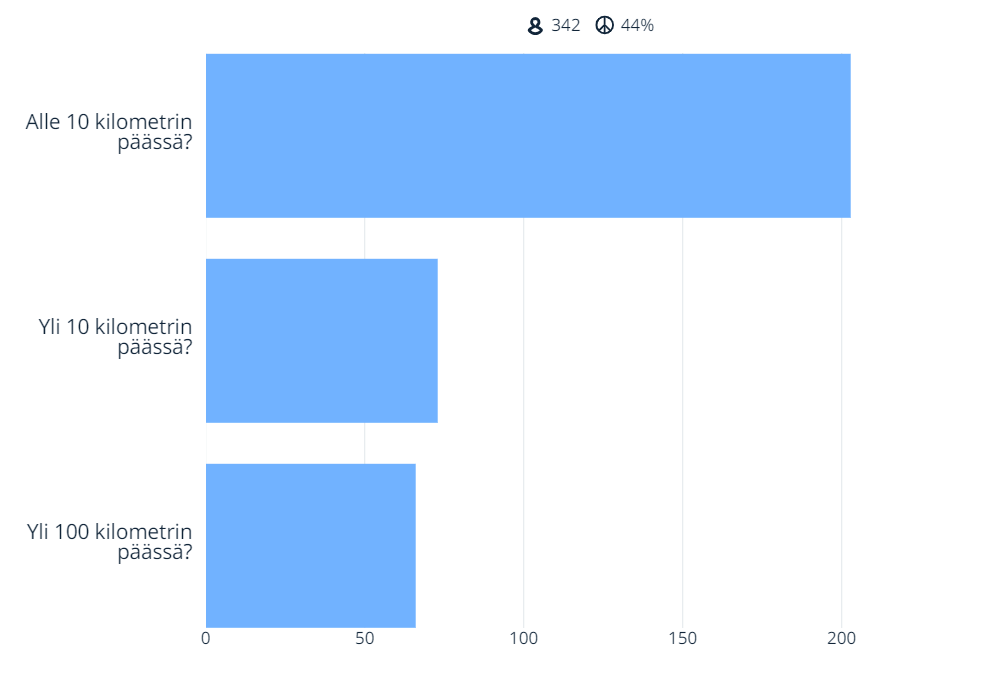 342 44%
Alle 10 kilometrin
päässä?
Yli 10 kilometrin
päässä?
Yli 100 kilometrin
päässä?
0 50 100 150 200